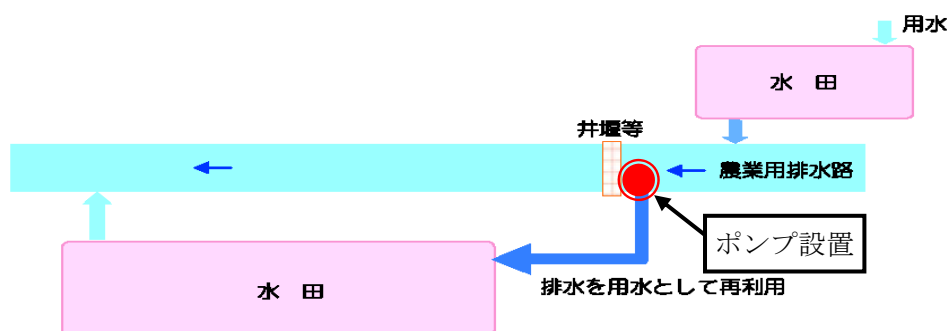 用水
水 田
井堰等
農業用排水路
ポンプ設置
排水を用水として再利用
水 田